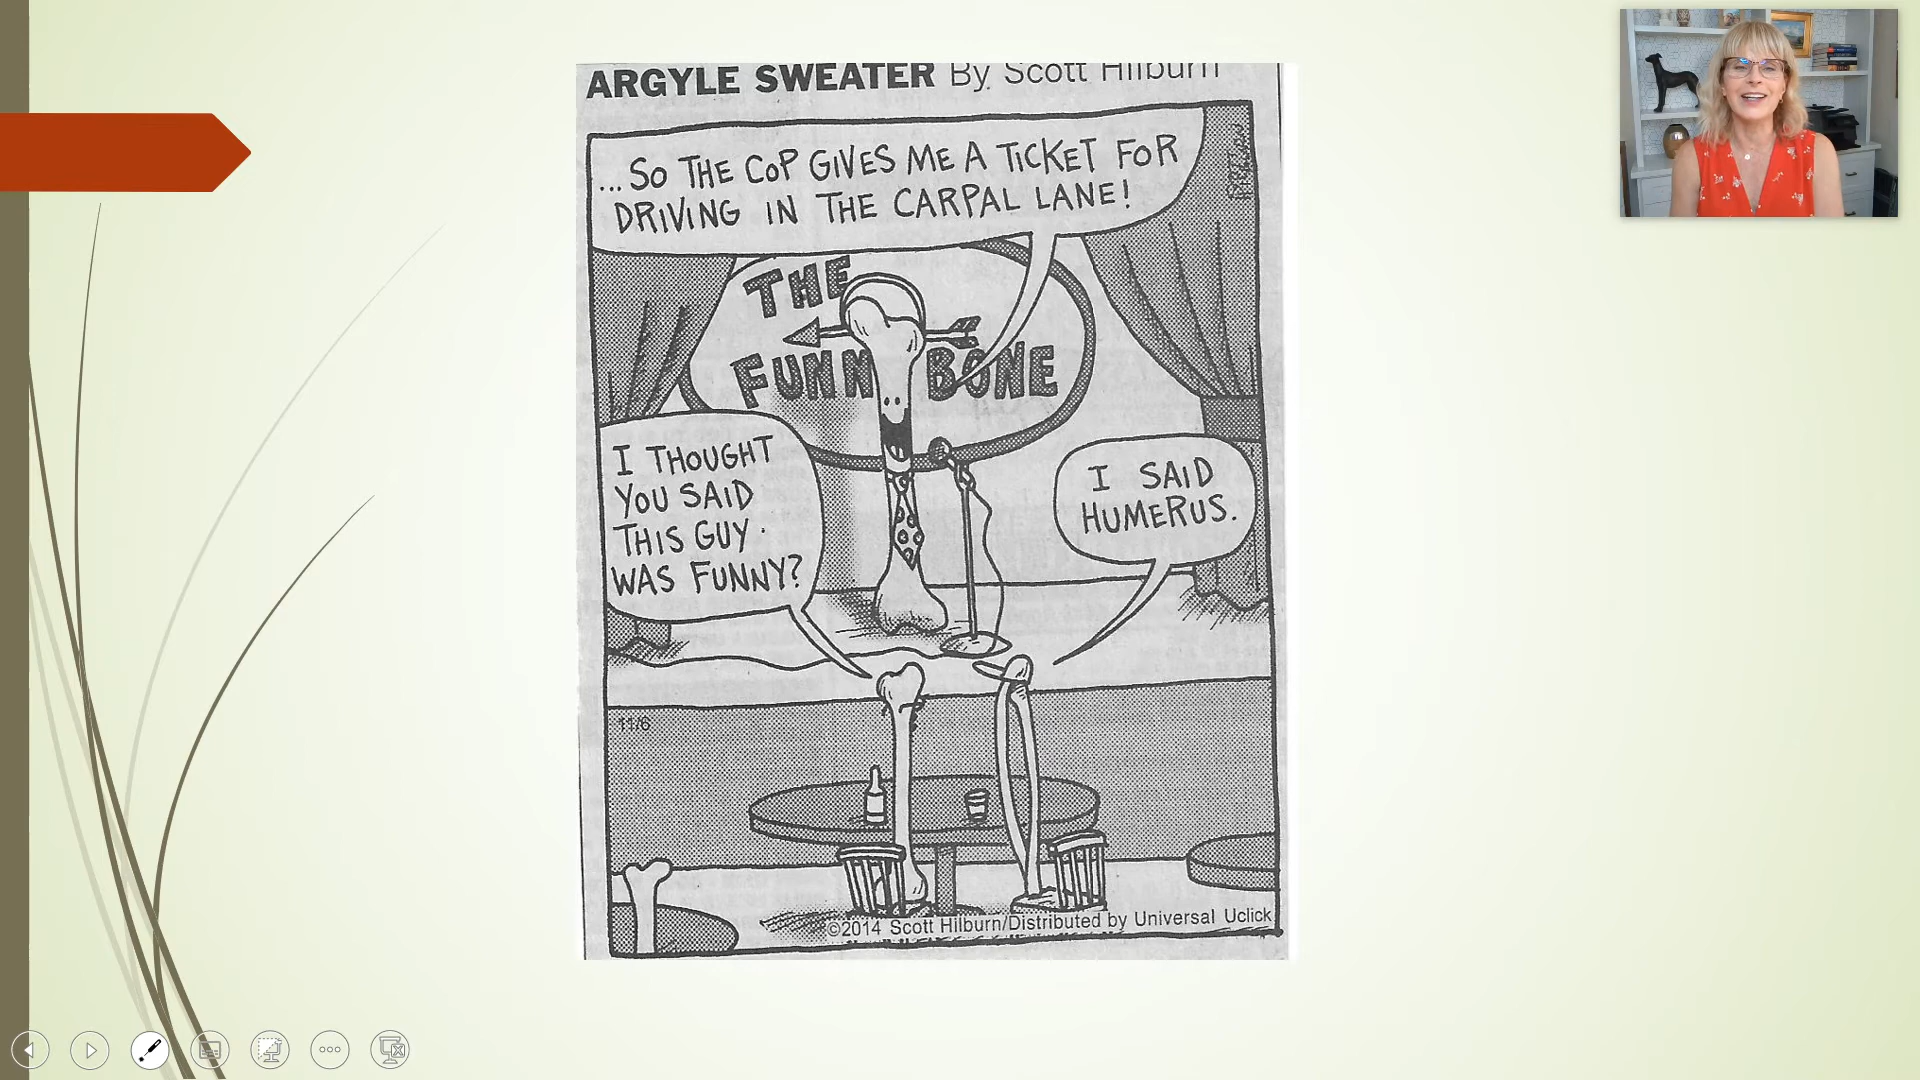 ARGYLE SWEATER By Scott Hilburn
...SO THE COP GIVES ME A TICKET FOR
DRIVING IN THE CARPAL LANE!
THE
FUNN BONE
I THOUGHT
YOU SAID
THIS GUY
WAS FUNNY?
I SAID
HUMERUS.
11/6
©2014 Scott Hilburn/Distributed by Universal Uclick